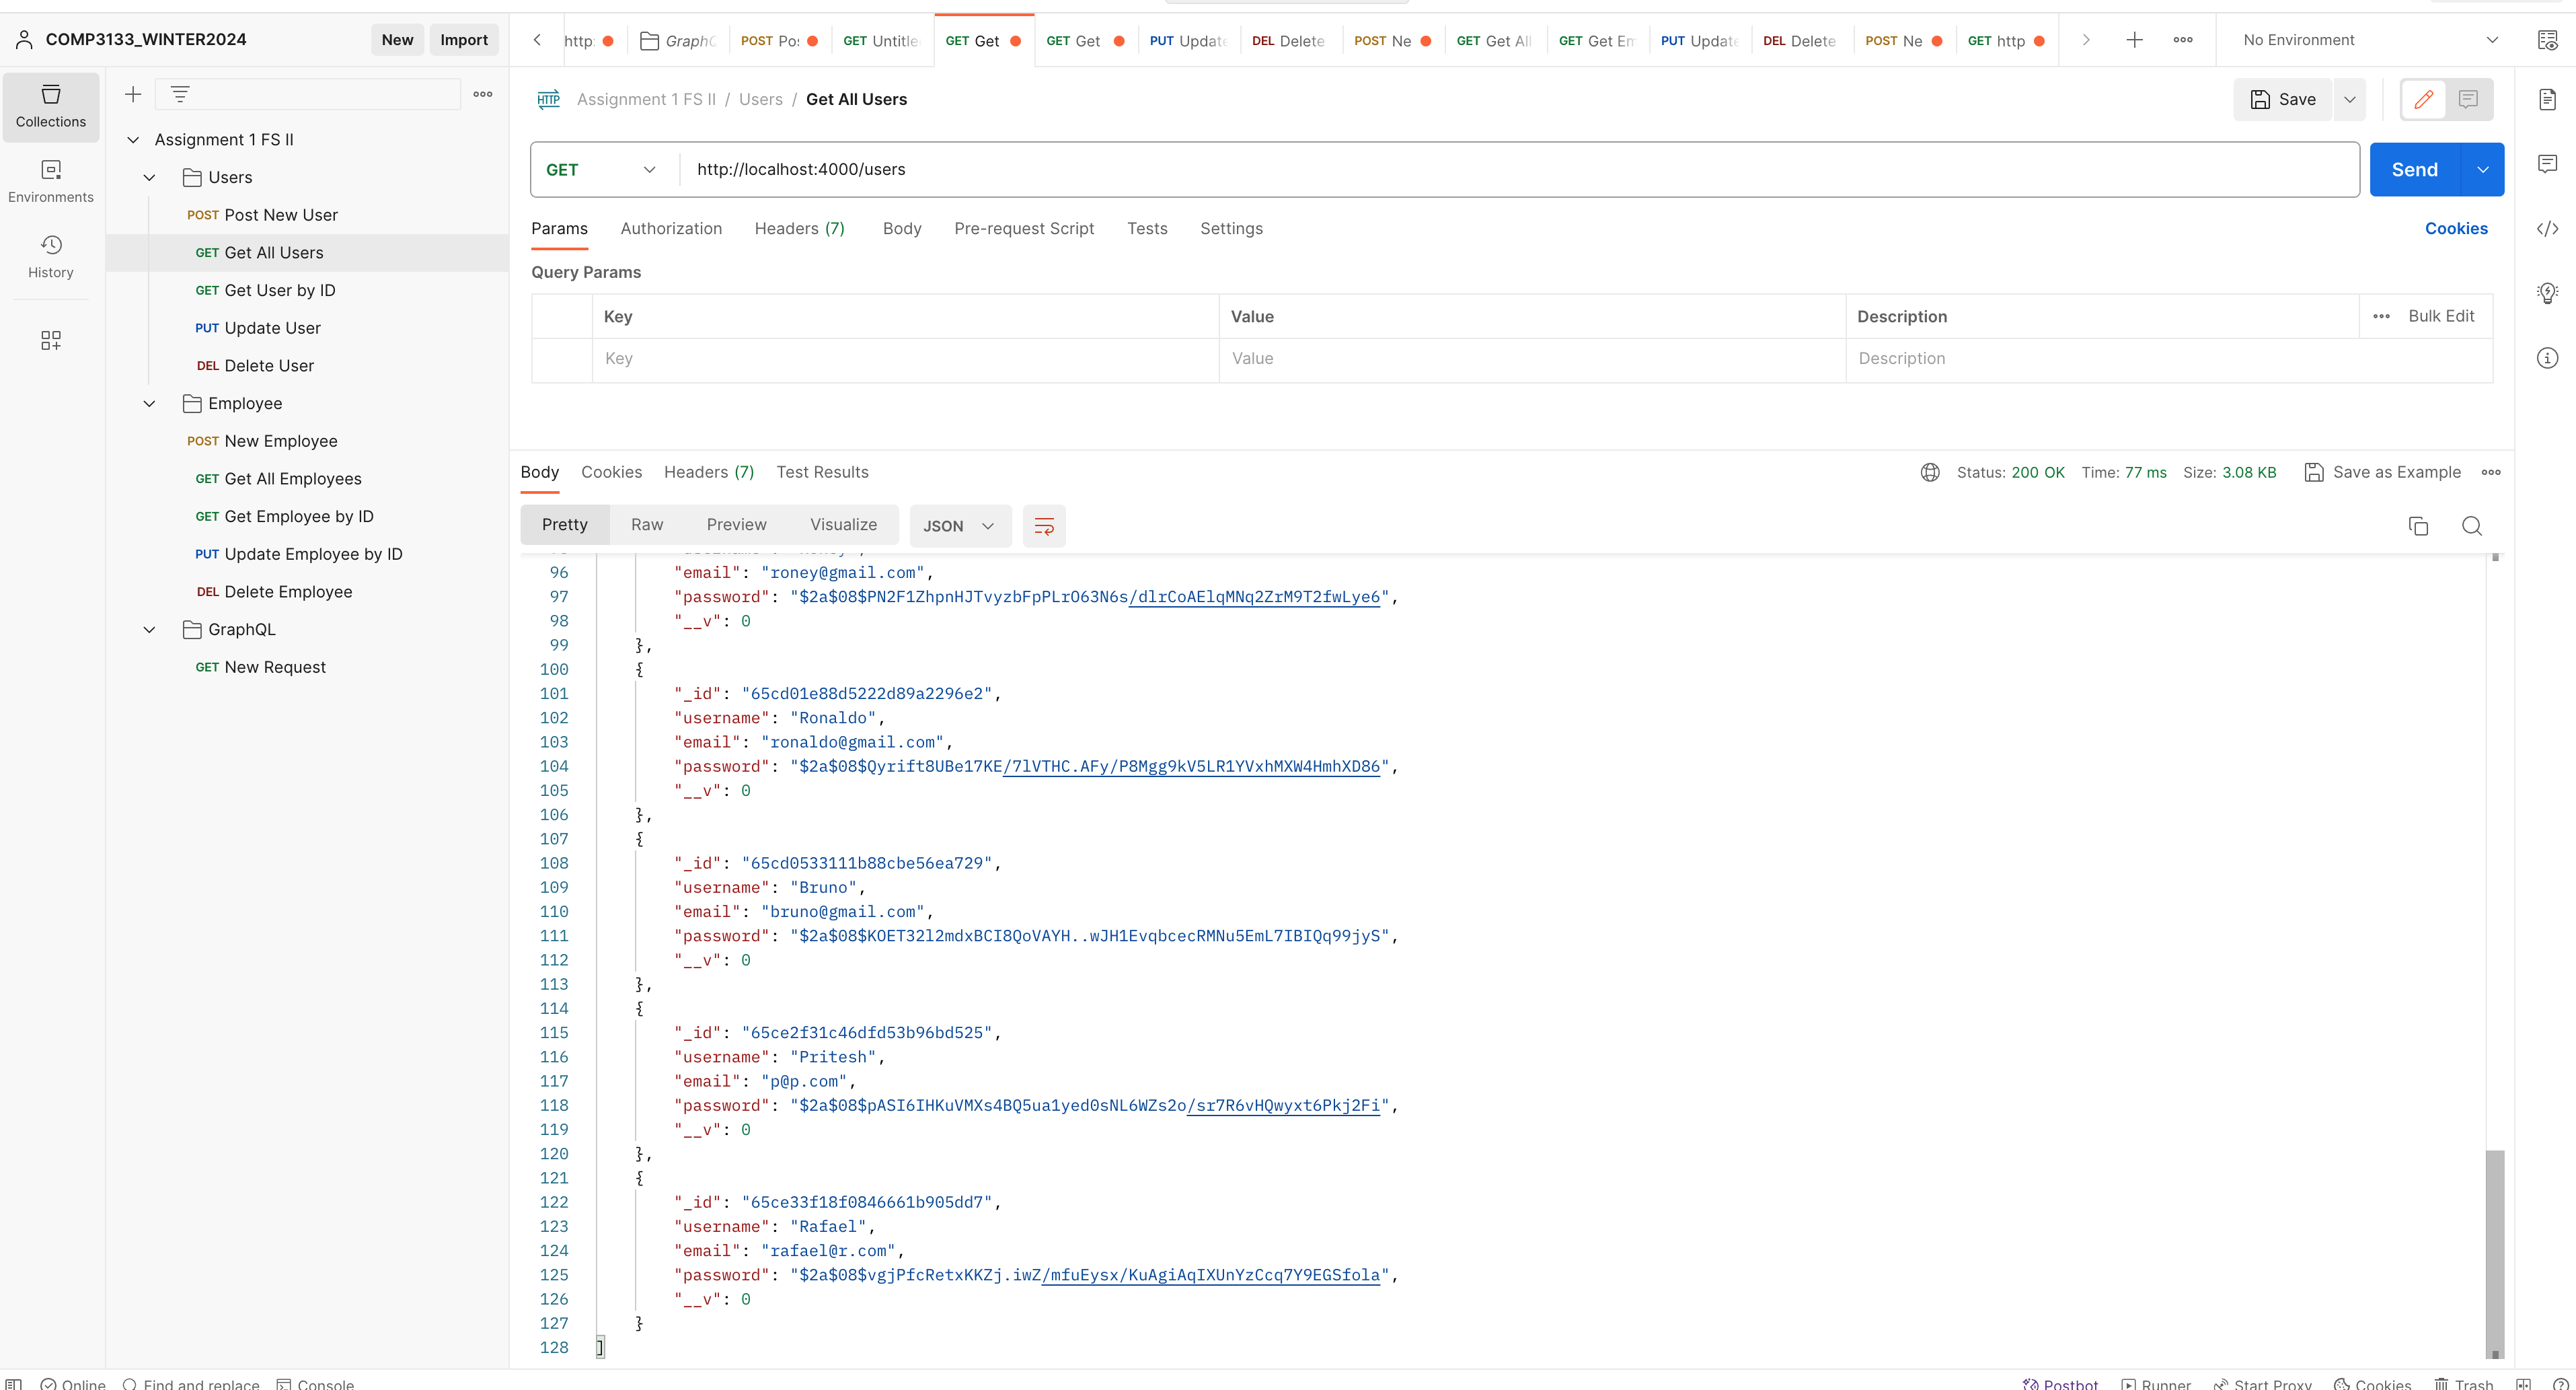 COMP3133_WINTER2024
New
Import
http:
GraphQ
POST Po
GET Untitle
GET Get
GET Get
PUT Update
DEL Delete
POST Ne
GET Get All
GET Get Em
PUT Update
DEL Delete
POST Ne
GET http
No Environment
Collections
Environments
History
Assignment 1 FS II
Users
POST Post New User
GET Get All Users
GET Get User by ID
PUT Update User
DEL Delete User
Employee
POST New Employee
GET Get All Employees
GET Get Employee by ID
PUT Update Employee by ID
DEL Delete Employee
GraphQL
GET New Request
HTTP Assignment 1 FS II / Users / Get All Users
Save
GET http://localhost:4000/users
Send
Params Authorization Headers (7) Body Pre-request Script Tests Settings
Cookies
Query Params
Key Value Description Bulk Edit
Key Value Description
Body Cookies Headers (7) Test Results
Status: 200 OK Time: 77 ms Size: 3.08 KB Save as Example
Pretty Raw Preview Visualize JSON
96 "email": "roney@gmail.com",
97 "password": "$2a$08$PN2F1ZhpnHJTvyzbFpPLrO63N6s/dlrCoAElqMNq2ZrM9T2fwLye6",
98 "__v": 0
99 },
100 {
101 "_id": "65cd01e88d5222d89a2296e2",
102 "username": "Ronaldo",
103 "email": "ronaldo@gmail.com",
104 "password": "$2a$08$Qyrift8UBe17KE/7lVTHC.AFy/P8Mgg9kV5LR1YVxhMXW4HmhXD86",
105 "__v": 0
106 },
107 {
108 "_id": "65cd0533111b88cbe56ea729",
109 "username": "Bruno",
110 "email": "bruno@gmail.com",
111 "password": "$2a$08$KOET32l2mdxBCI8QoVAYH..wJH1EvqbcecRMNu5EmL7IBIQq99jyS",
112 "__v": 0
113 },
114 {
115 "_id": "65ce2f31c46dfd53b96bd525",
116 "username": "Pritesh",
117 "email": "p@p.com",
118 "password": "$2a$08$pASI6IHKuVMXs4BQ5ua1yed0sNL6WZs2o/sr7R6vHQwyxt6Pkj2Fi",
119 "__v": 0
120 },
121 {
122 "_id": "65ce33f18f0846661b905dd7",
123 "username": "Rafael",
124 "email": "rafael@r.com",
125 "password": "$2a$08$vgjPfcRetxKKZj.iwZ/mfuEysx/KuAgiAqIXUnYzCcq7Y9EGSfola",
126 "__v": 0
127 }
128 ]
Online Find and replace Console
Postbot Runner Start Proxy Cookies Trash